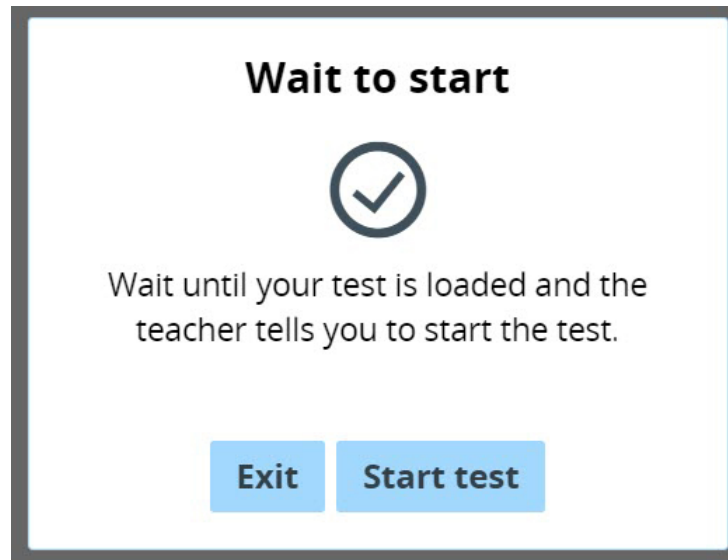 Wait to start
Wait until your test is loaded and the
teacher tells you to start the test.
Exit
Start test